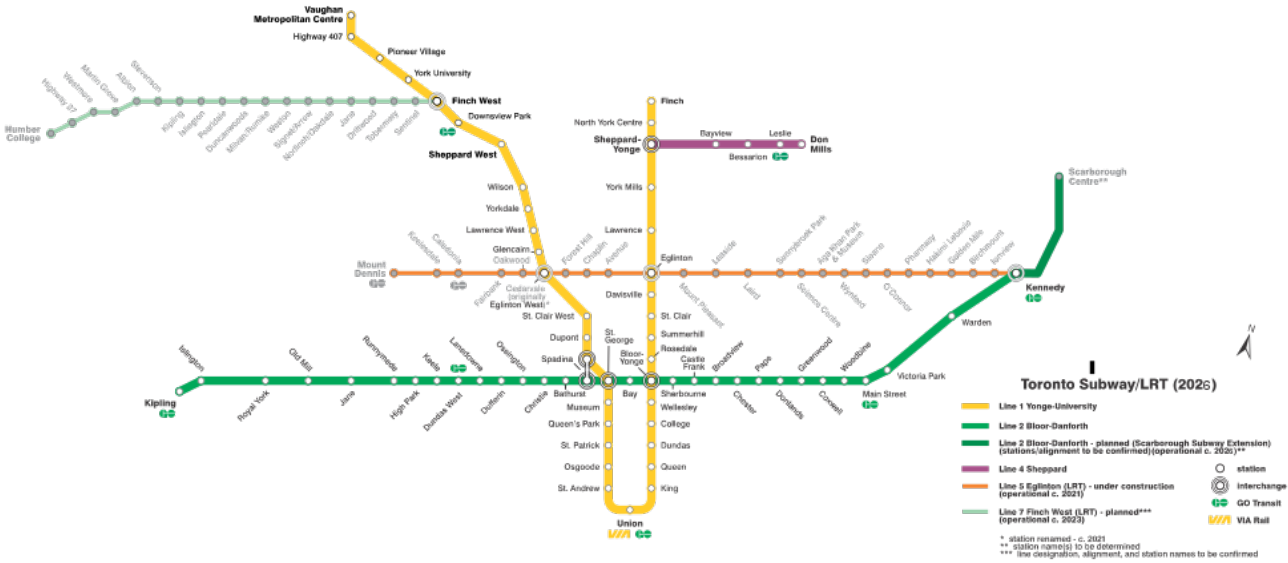 Vaughan
Metropolitan Centre
Highway 407
Pioneer Village
York University
Finch West
Downsview Park
Sheppard West
Wilson
Yorkdale
Lawrence West
Glencairn
Humber
College
Highway 27
Westmore
Martin Grove
Albion
Stevenson
Kipling
Islington
Pearldale
Duncanwoods
Milvan/Rumike
Weston
Signet/Arrow
Norfinch/Oakdale
Jane
Driftwood
Tobermory
Sentinel
Finch
North York Centre
Sheppard-
Yonge
Bayview
Bessarion
Leslie
Don
Mills
York Mills
Lawrence
Eglinton
Davisville
St. Clair
Summerhill
Rosedale
Scarborough
Centre**
Mount
Dennis
Keelesdale
Caledonia
Fairbank
Oakwood
Cedarvale
(originally
Eglinton West)*
Forest Hill
Chaplin
Avenue
Mount Pleasant
Leaside
Laird
Sunnybrook Park
Science Centre
Aga Khan Park
& Museum
Wynford
Sloane
O'Connor
Pharmacy
Hakimi Lebovic
Golden Mile
Birchmount
Ionview
Kennedy
St. Clair West
Dupont
Spadina
St.
George
Bloor-
Yonge
Kipling
Islington
Royal York
Old Mill
Jane
Runnymede
High Park
Keele
Dundas West
Lansdowne
Dufferin
Ossington
Christie
Bathurst
Bay
Sherbourne
Castle
Frank
Broadview
Chester
Pape
Donlands
Greenwood
Coxwell
Woodbine
Main Street
Victoria Park
Warden
Museum
Queen's Park
St. Patrick
Osgoode
St. Andrew
Union
VIA
Wellesley
College
Dundas
Queen
King
N
Toronto Subway/LRT (2026)
Line 1 Yonge-University
Line 2 Bloor-Danforth
Line 2 Bloor-Danforth - planned (Scarborough Subway Extension)
(stations/alignment to be confirmed)(operational c. 2026)**
Line 4 Sheppard
Line 5 Eglinton (LRT) - under construction
(operational c. 2021)
Line 7 Finch West (LRT) - planned***
(operational c. 2023)
station
interchange
GO Transit
VIA Rail
* station renamed - c. 2021
** station name(s) to be determined
*** line designation, alignment, and station names to be confirmed